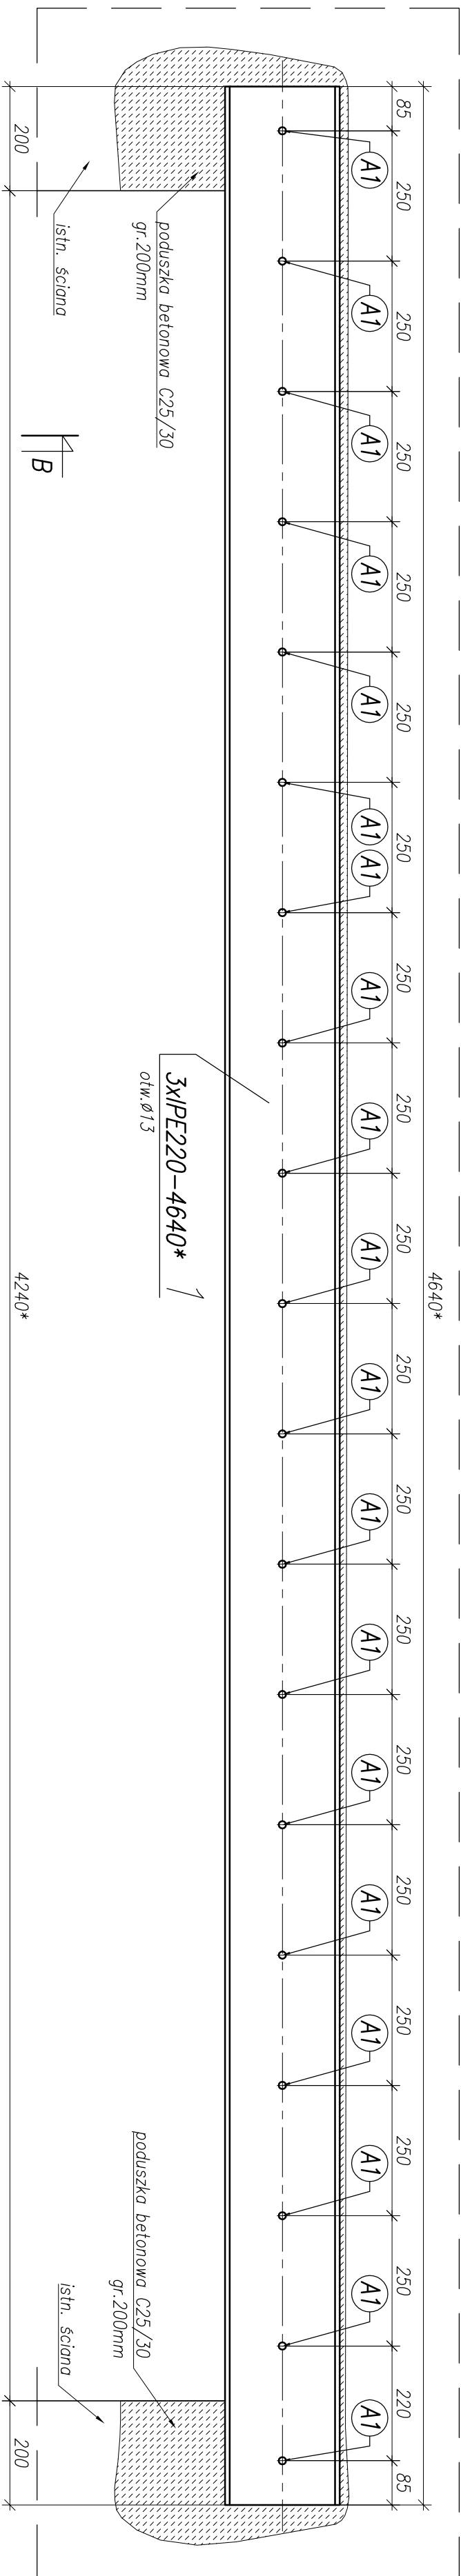 4640*
85 250 250 250 250 250 250 250 250 250 250 250 250 250 250 250 250 250 220 85
A1 A1 A1 A1 A1 A1 A1 A1 A1 A1 A1 A1 A1 A1 A1 A1 A1 A1 A1
3xIPE220-4640* 1
otw.ø13
poduszka betonowa C25/30
gr.200mm
poduszka betonowa C25/30
gr.200mm
istn. ściana
istn. ściana
B
200 4240* 200